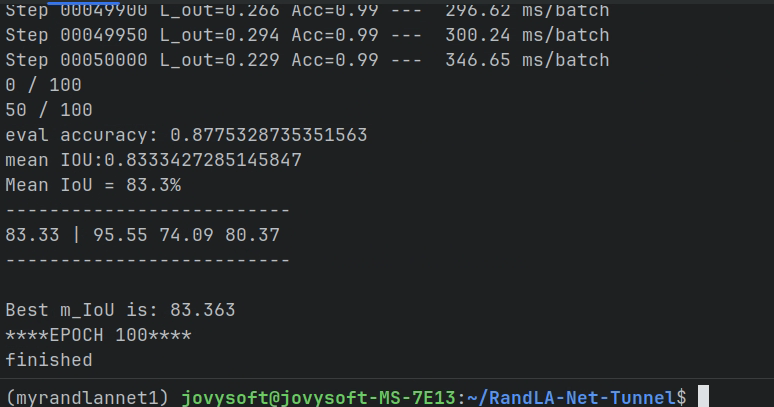 Step 00049900 L_out=0.266 Acc=0.99 ---  296.62 ms/batch
Step 00049950 L_out=0.294 Acc=0.99 ---  300.24 ms/batch
Step 00050000 L_out=0.229 Acc=0.99 ---  346.65 ms/batch
0 / 100
50 / 100
eval accuracy: 0.8775328735351563
mean IOU:0.8333427285145847
Mean IoU = 83.3%
--------------------------
83.33 | 95.55 74.09 80.37
--------------------------
Best m_IoU is: 83.363
****EPOCH 100****
finished
(myrandlannet1) jovysoft@jovysoft-MS-7E13:~/RandLA-Net-Tunnel$